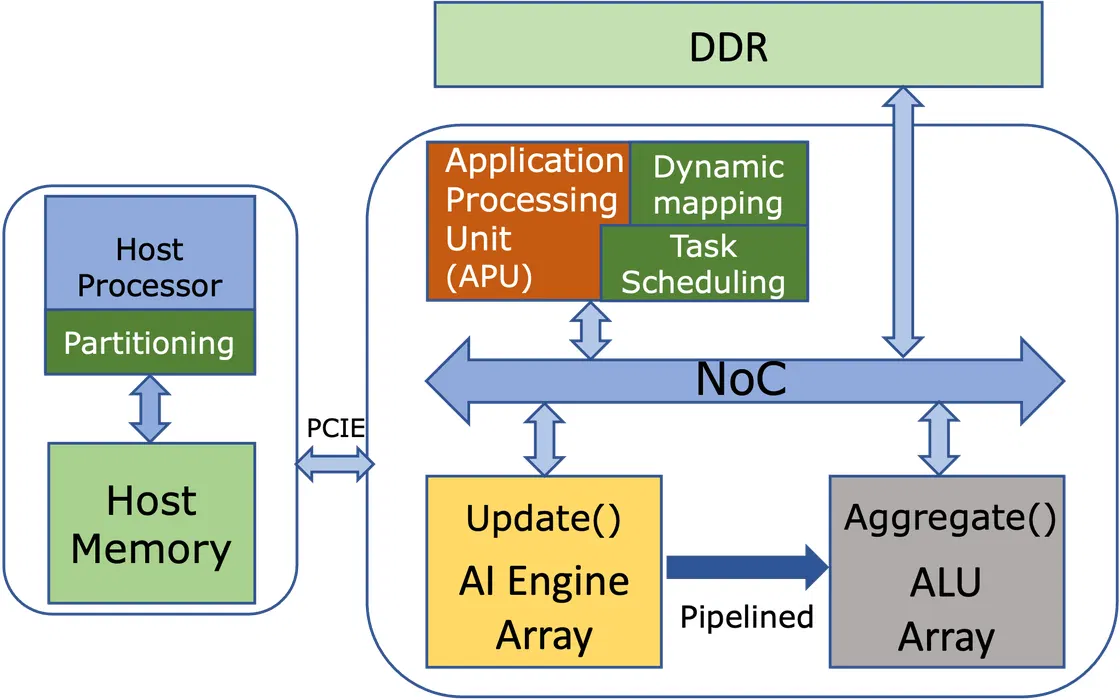 DDR
Application
Processing
Unit
(APU)
Dynamic
mapping
Task
Scheduling
Host
Processor
Partitioning
NoC
PCIE
Host
Memory
Update()
AI Engine
Array
Pipelined
Aggregate()
ALU
Array